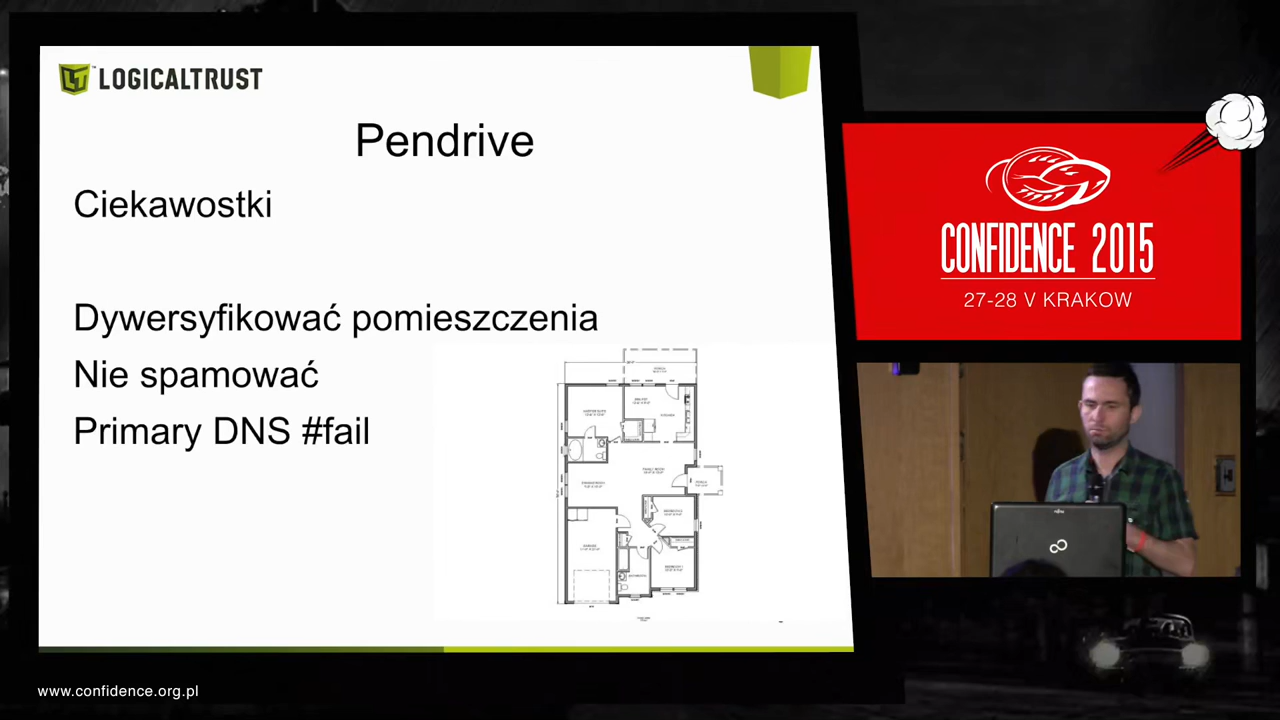 LOGICALTRUST
Pendrive
Ciekawostki
Dywersyfikować pomieszczenia
Nie spamować
Primary DNS #fail
CONFIDENCE 2015
27-28 V KRAKOW
www.confidence.org.pl